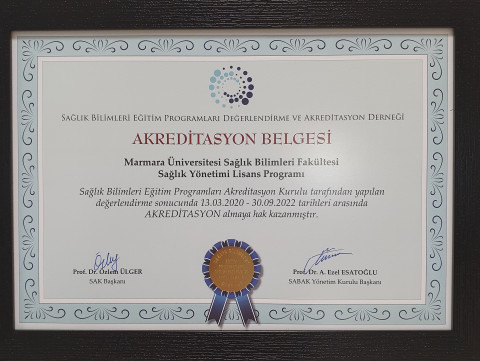 SAĞLIK BİLİMLERİ EĞİTİM PROGRAMLARI DEĞERLENDİRME VE AKREDİTASYON DERNEĞİ
AKREDİTASYON BELGESİ
Marmara Üniversitesi Sağlık Bilimleri Fakültesi
Sağlık Yönetimi Lisans Programı
Sağlık Bilimleri Eğitim Programları Akreditasyon Kurulu tarafından yapılan
değerlendirme sonucunda 13.03.2020 - 30.09.2022 tarihleri arasında
AKREDİTASYON almaya hak kazanmıştır.
Prof. Dr. Özlem ÜLGER
SAK Başkanı
Prof. Dr. A. Ezel ESATOĞLU
SABAK Yönetim Kurulu Başkanı